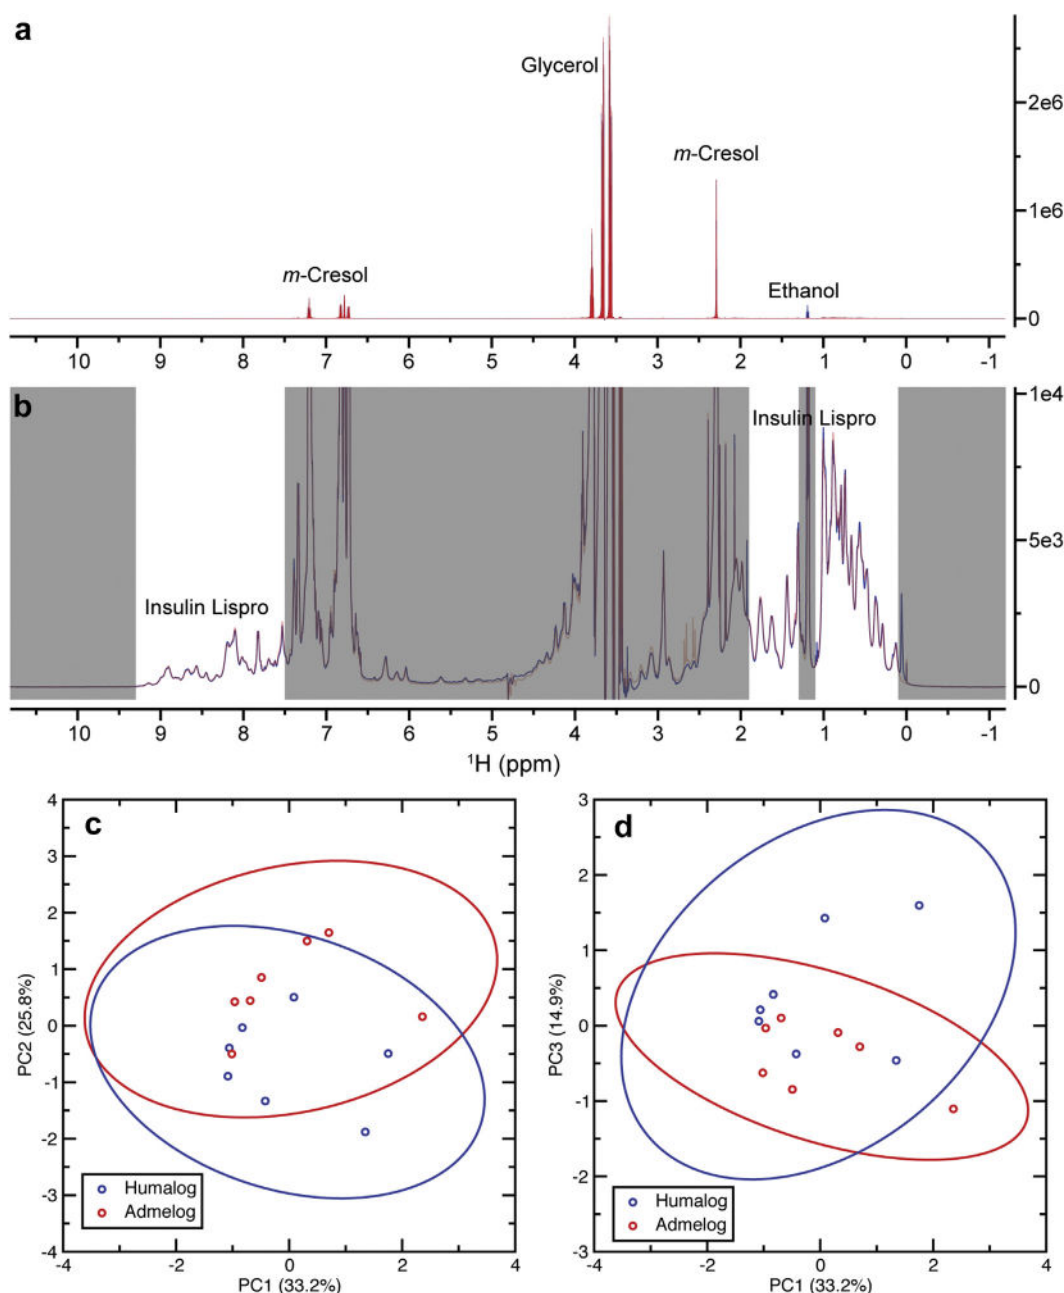 a
Glycerol
2e6
m-Cresol
1e6
m-Cresol
Ethanol
0
10 9 8 7 6 5 4 3 2 1 0 -1
b
1e4
Insulin Lispro
5e3
Insulin Lispro
0
10 9 8 7 6 5 4 3 2 1 0 -1
¹H (ppm)
c
4
3
2
1
0
-1
-2
-3
-4
PC2 (25.8%)
Humalog
Admelog
-4 -2 0 2 4
PC1 (33.2%)
d
3
2
1
0
-1
-2
-3
PC3 (14.9%)
Humalog
Admelog
-4 -2 0 2 4
PC1 (33.2%)